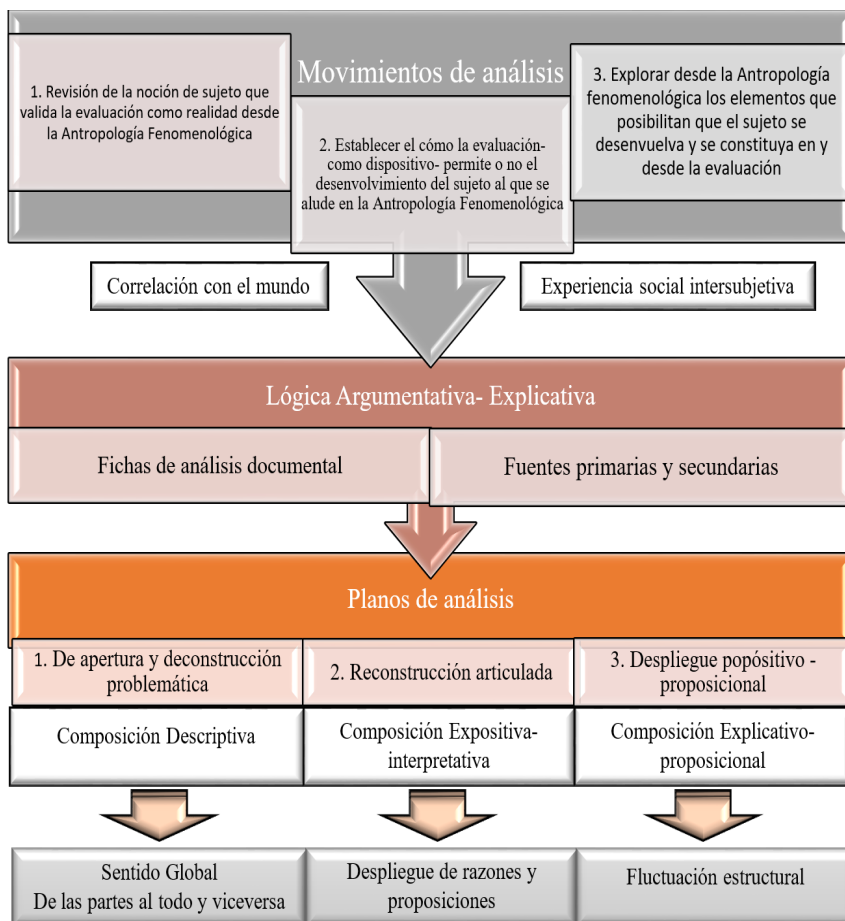 Movimientos de análisis
1. Revisión de la noción de sujeto que
valida la evaluación como realidad desde
la Antropología Fenomenológica
2. Establecer el cómo la evaluación-
como dispositivo- permite o no el
desenvolvimiento del sujeto al que se
alude en la Antropología Fenomenológica
3. Explorar desde la Antropología
fenomenológica los elementos que
posibilitan que el sujeto se
desenvuelva y se constituya en y
desde la evaluación
Correlación con el mundo
Experiencia social intersubjetiva
Lógica Argumentativa- Explicativa
Fichas de análisis documental
Fuentes primarias y secundarias
Planos de análisis
1. De apertura y deconstrucción
problemática
2. Reconstrucción articulada
3. Despliegue popósitivo -
proposicional
Composición Descriptiva
Composición Expositiva-
interpretativa
Composición Explicativo-
proposicional
Sentido Global
De las partes al todo y viceversa
Despliegue de razones y
proposiciones
Fluctuación estructural